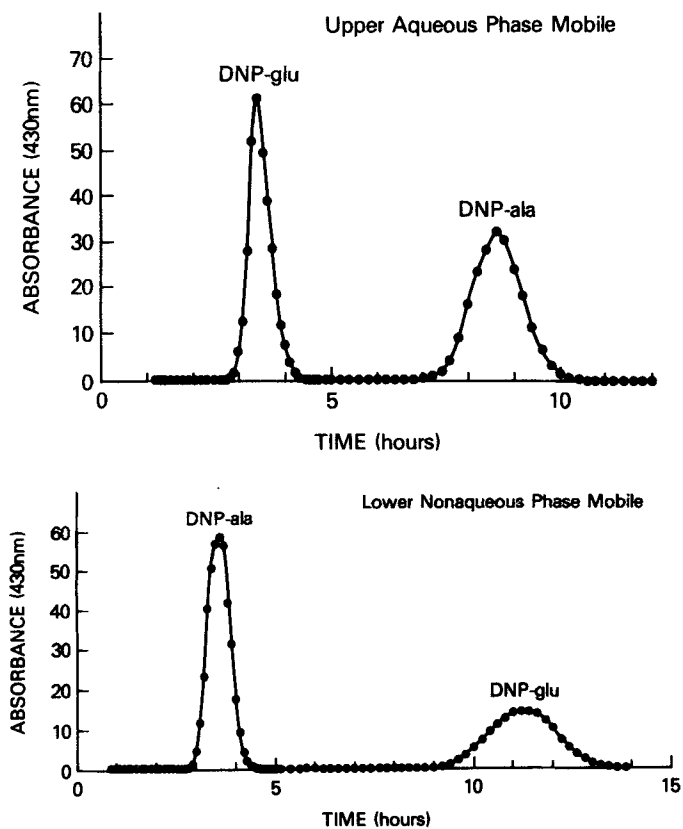 Upper Aqueous Phase Mobile
DNP-glu
DNP-ala
ABSORBANCE (430nm)
70
60
50
40
30
20
10
0
0 5 10
TIME (hours)
Lower Nonaqueous Phase Mobile
DNP-ala
DNP-glu
ABSORBANCE (430nm)
60
50
40
30
20
10
0
0 5 10 15
TIME (hours)